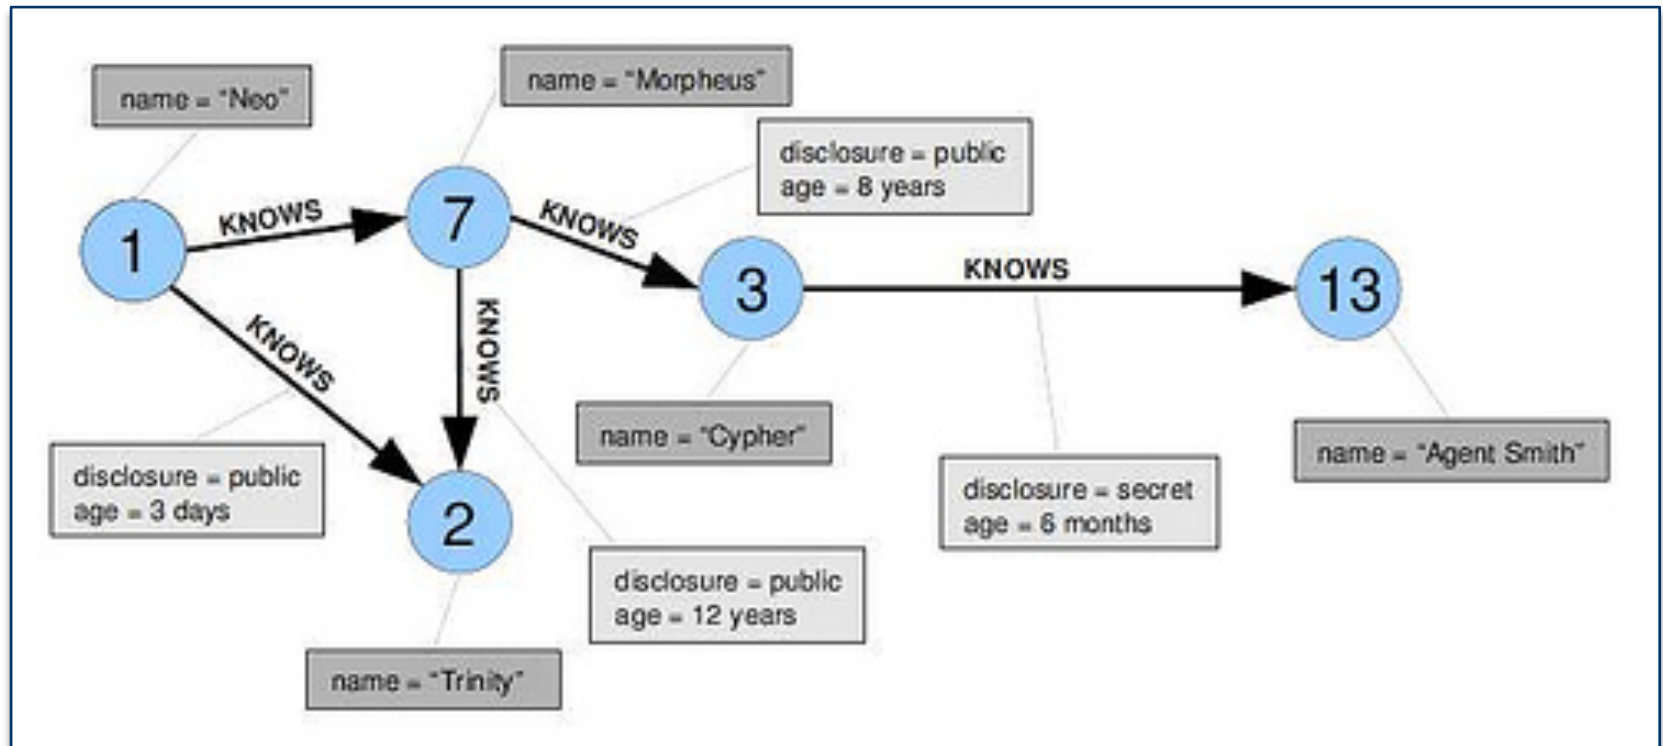 name = "Neo"
name = "Morpheus"
disclosure = public
age = 8 years
1
KNOWS
7
KNOWS
3
KNOWS
13
KNOWS
KNOWS
name = "Cypher"
name = "Agent Smith"
disclosure = public
age = 3 days
2
disclosure = secret
age = 6 months
disclosure = public
age = 12 years
name = "Trinity"